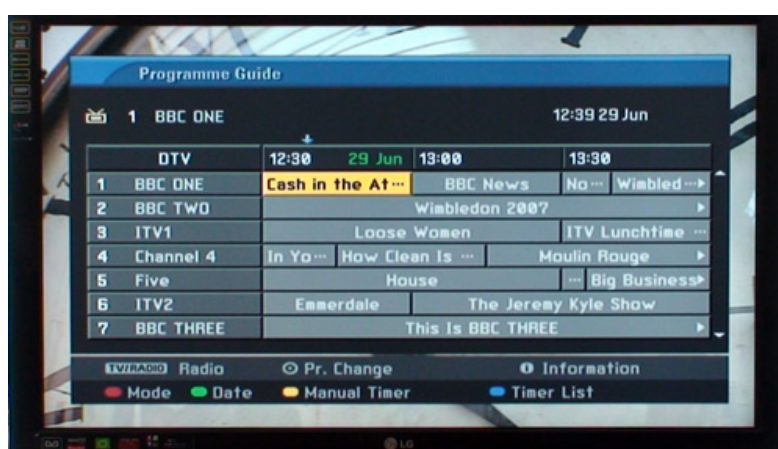 Programme Guide
1 BBC ONE 12:39 29 Jun
DTV 12:30 29 Jun 13:00 13:30
1 BBC ONE Cash in the At... BBC News No... Wimbled...
2 BBC TWO Wimbledon 2007
3 ITV1 Loose Women ITV Lunchtime ...
4 Channel 4 In Yo... How Clean Is ... Moulin Rouge
5 Five House ... Big Business
6 ITV2 Emmerdale The Jeremy Kyle Show
7 BBC THREE This Is BBC THREE
TV/RADIO Radio Pr. Change Information
Mode Date Manual Timer Timer List
LG